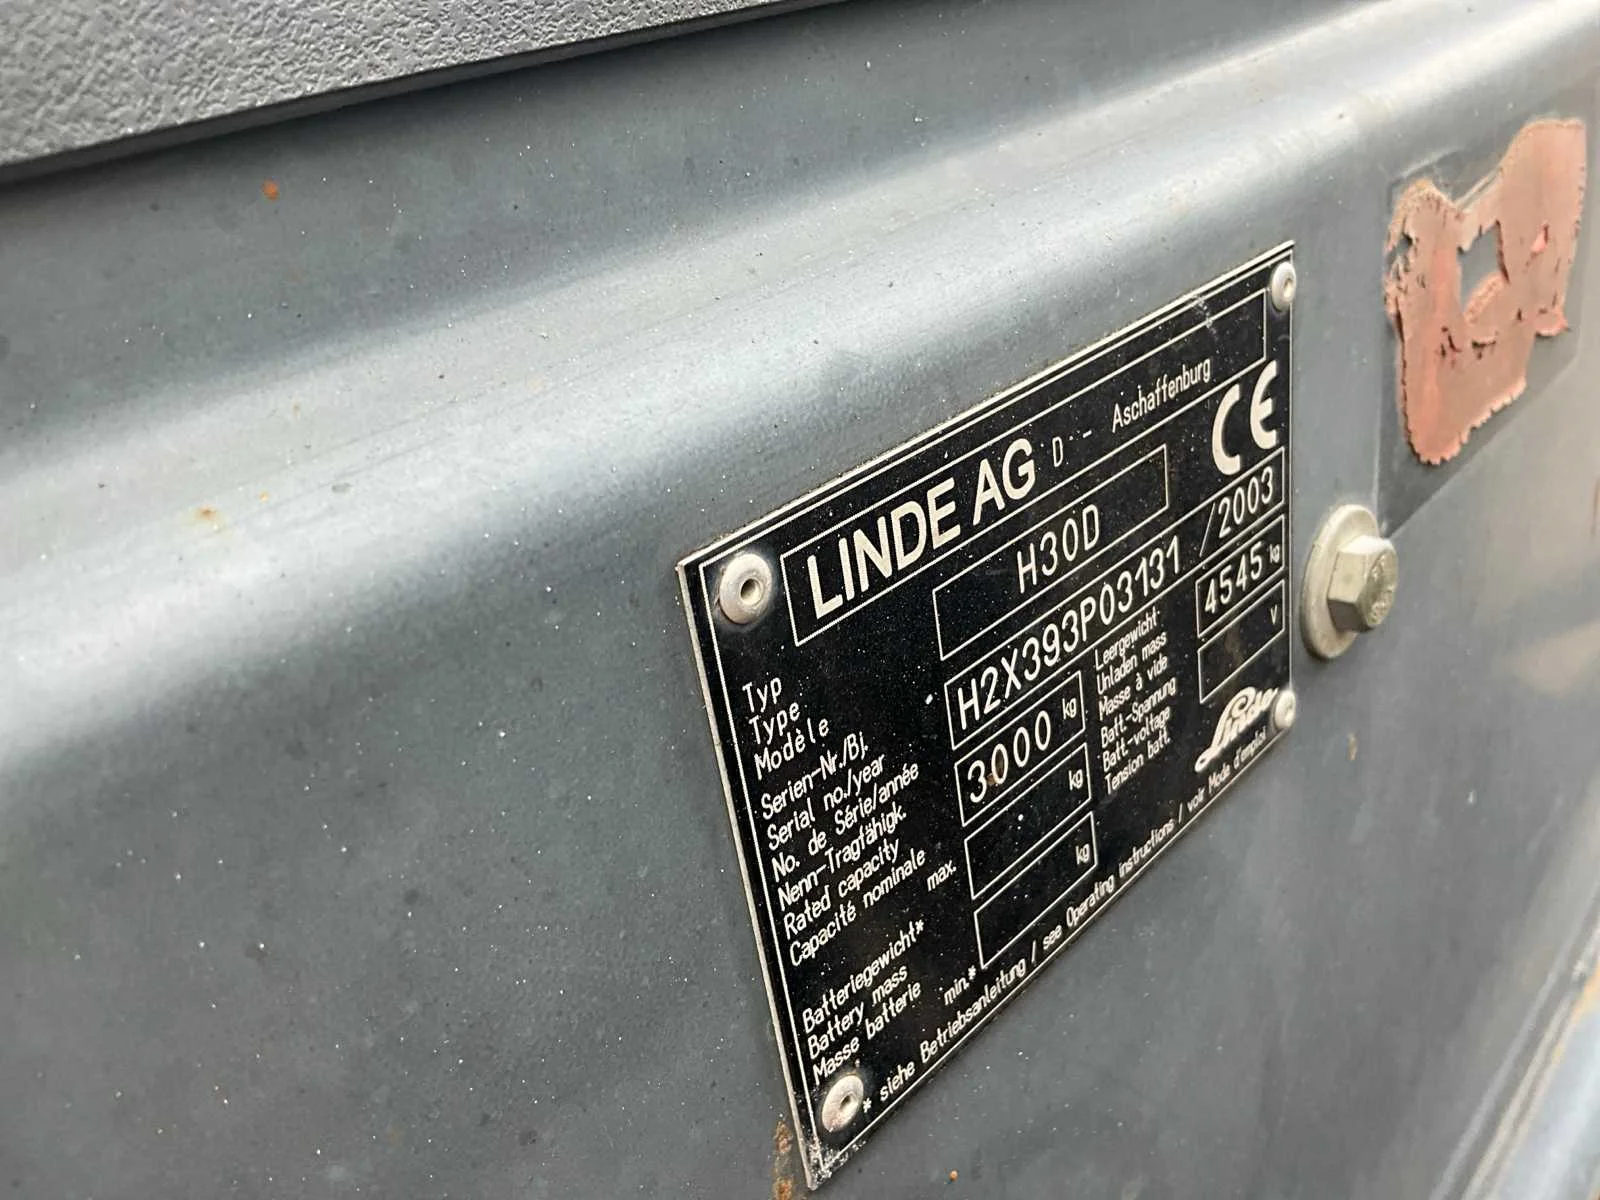 LINDE AG D - Aschaffenburg
CE
Typ
Type
Modèle
H30D
Serien-Nr./Bj.
Serial no./year
No. de Série/année
H2X393P03131 /2003
Nenn-Tragfähigk.
Rated capacity
Capacité nominale
3000 kg
Leergewicht
Unladen mass
Masse à vide
4545 kg
Batt.-Spannung
Batt.-voltage
Tension batt.
V
Batteriegewicht*
Battery mass
Masse batterie
max.
kg
min.*
kg
Linde
* siehe Betriebsanleitung / see Operating instructions / voir Mode d'emploi